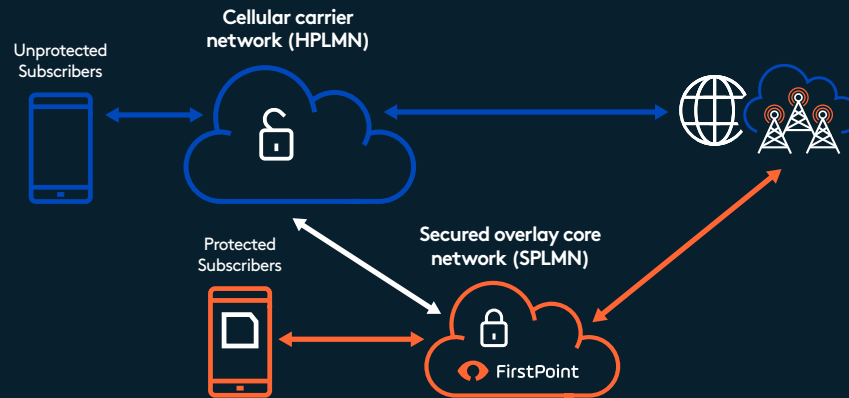 Cellular carrier
network (HPLMN)
Unprotected
Subscribers
Protected
Subscribers
Secured overlay core
network (SPLMN)
FirstPoint